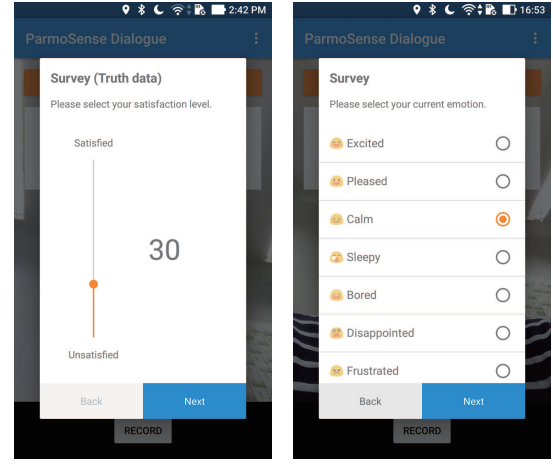 2:42 PM
ParmoSense Dialogue
Survey (Truth data)
Please select your satisfaction level.
Satisfied
30
Unsatisfied
Back
Next
RECORD
16:53
ParmoSense Dialogue
Survey
Please select your current emotion.
Excited
Pleased
Calm
Sleepy
Bored
Disappointed
Frustrated
Back
Next
RECORD